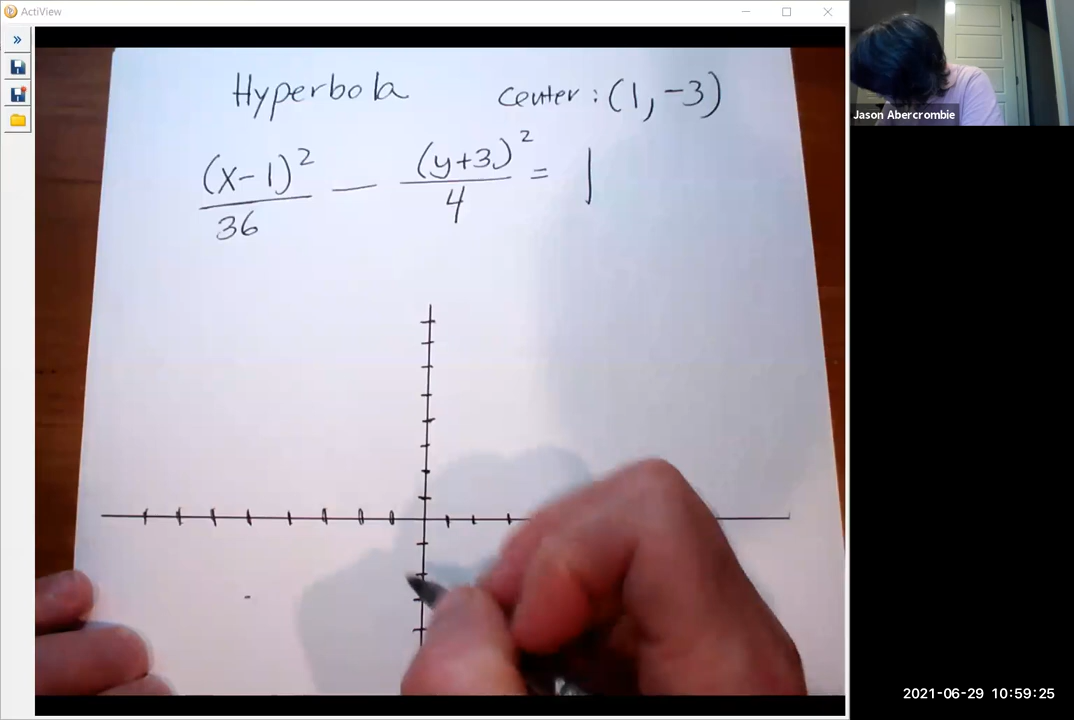 ActiView
Hyperbola center : (1, -3)
(x-1)²/36 - (y+3)²/4 = 1
Jason Abercrombie
2021-06-29 10:59:25